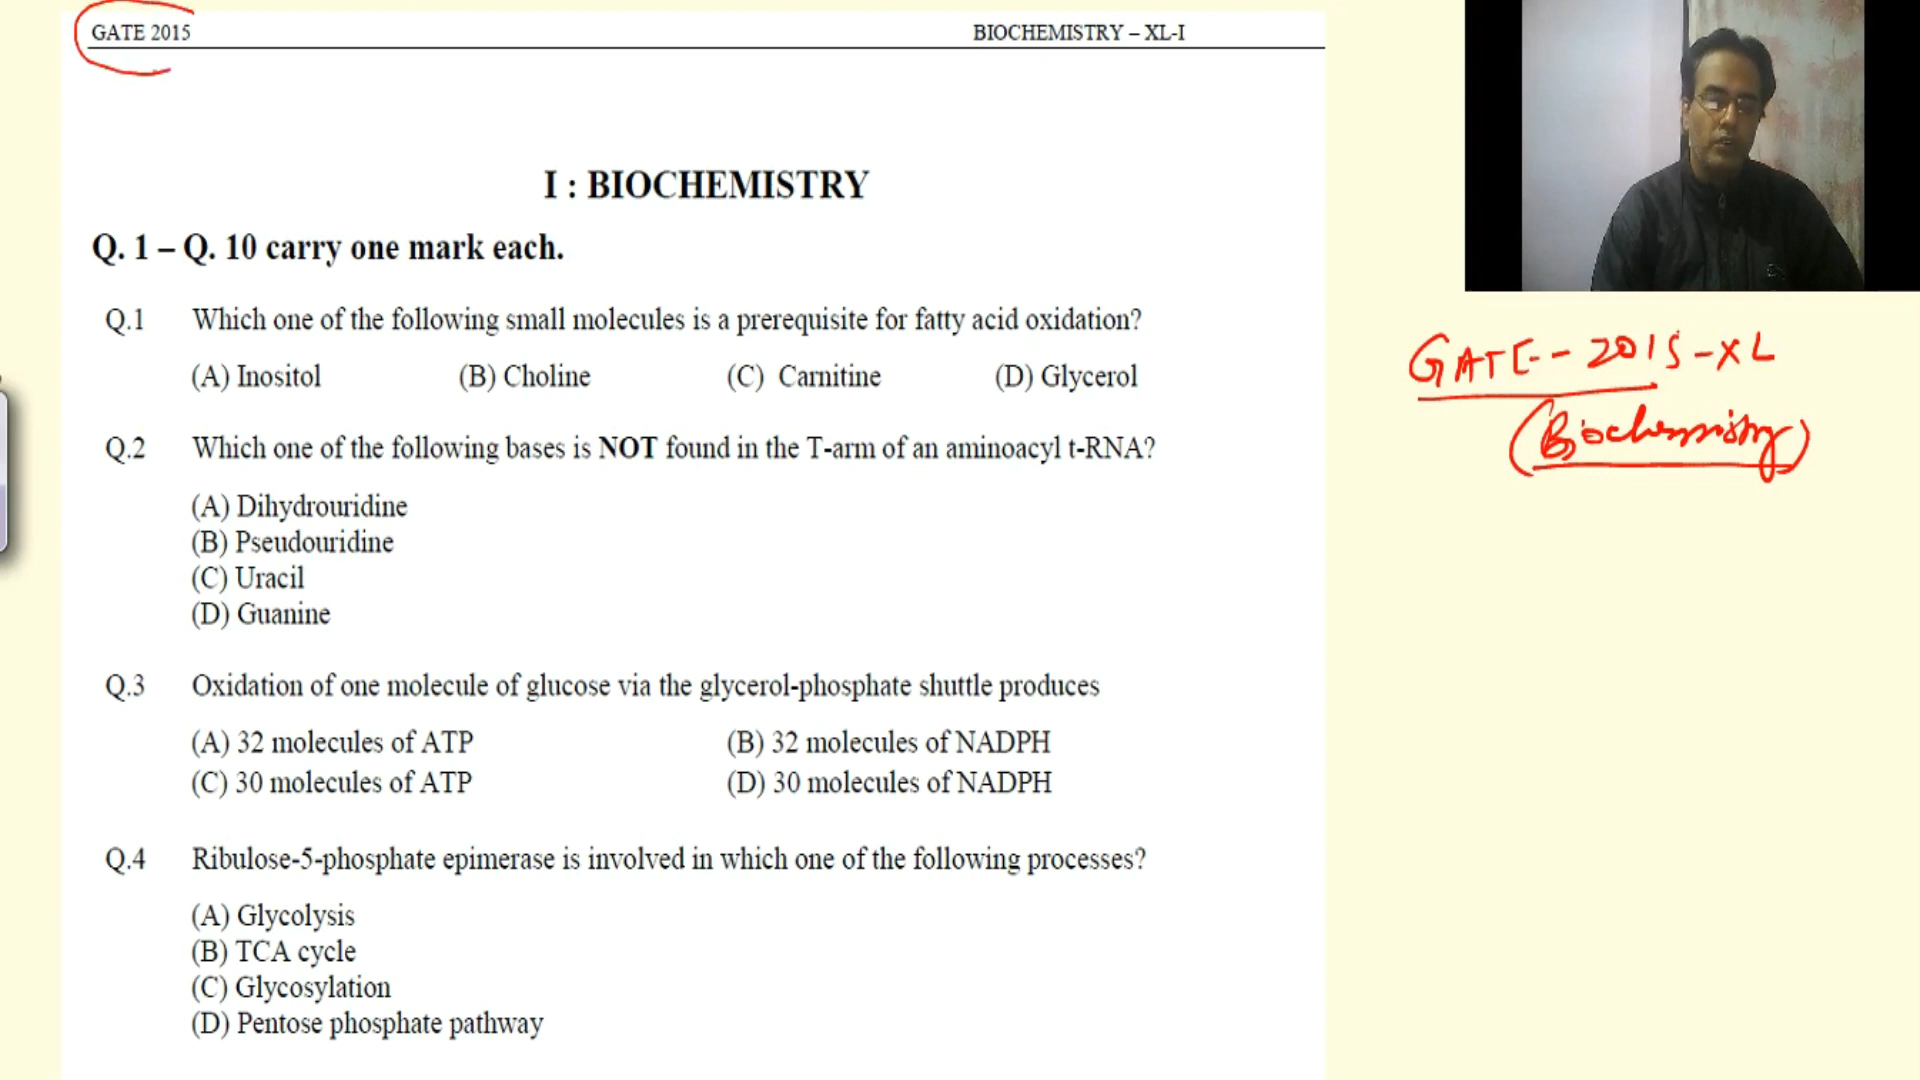 GATE 2015 BIOCHEMISTRY – XL-I
I : BIOCHEMISTRY
Q. 1 – Q. 10 carry one mark each.
Q.1 Which one of the following small molecules is a prerequisite for fatty acid oxidation?
(A) Inositol (B) Choline (C) Carnitine (D) Glycerol
Q.2 Which one of the following bases is NOT found in the T-arm of an aminoacyl t-RNA?
(A) Dihydrouridine
(B) Pseudouridine
(C) Uracil
(D) Guanine
Q.3 Oxidation of one molecule of glucose via the glycerol-phosphate shuttle produces
(A) 32 molecules of ATP (B) 32 molecules of NADPH
(C) 30 molecules of ATP (D) 30 molecules of NADPH
Q.4 Ribulose-5-phosphate epimerase is involved in which one of the following processes?
(A) Glycolysis
(B) TCA cycle
(C) Glycosylation
(D) Pentose phosphate pathway
GATE-- 2015 - XL
(Biochemistry)